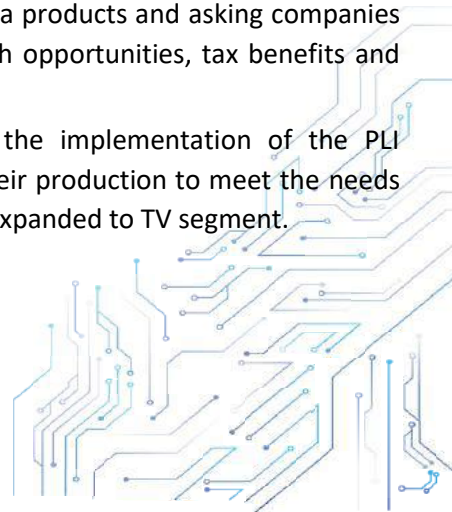 a products and asking companies
h opportunities, tax benefits and
the implementation of the PLI
eir production to meet the needs
xpanded to TV segment.